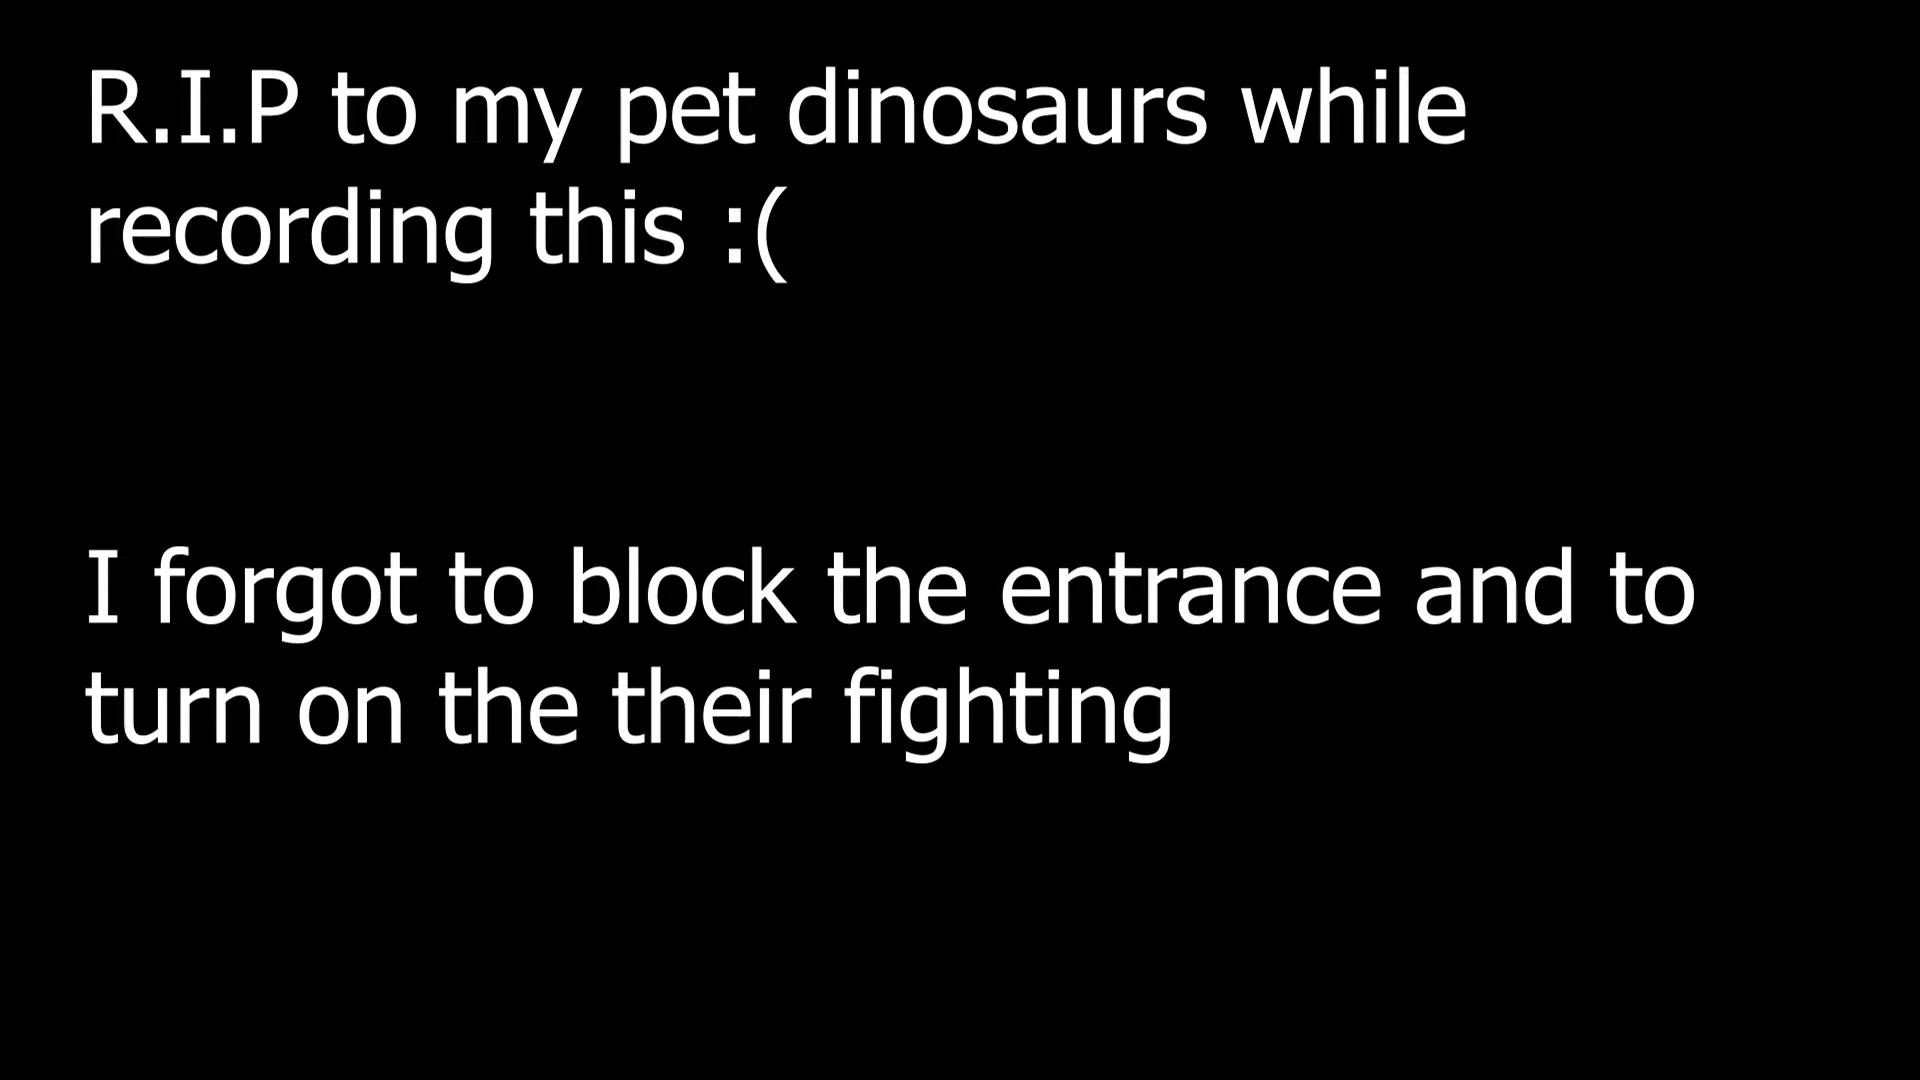 R.I.P to my pet dinosaurs while
recording this :(
I forgot to block the entrance and to
turn on the their fighting